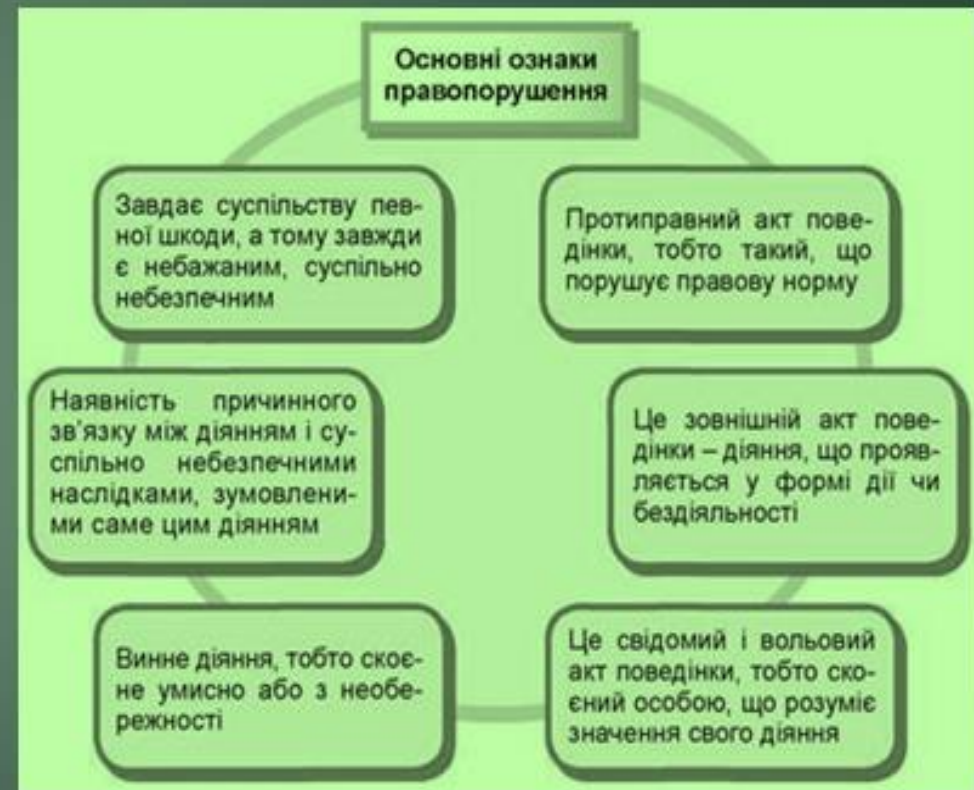 Основні ознаки
правопорушення
Завдає суспільству пев-
ної шкоди, а тому завжди
є небажаним, суспільно
небезпечним
Протиправний акт пове-
дінки, тобто такий, що
порушує правову норму
Наявність причинного
зв'язку між діянням і су-
спільно небезпечними
наслідками, зумовлени-
ми саме цим діянням
Це зовнішній акт пове-
дінки – діяння, що прояв-
ляється у формі дії чи
бездіяльності
Винне діяння, тобто скоє-
не умисно або з необе-
режності
Це свідомий і вольовий
акт поведінки, тобто ско-
єний особою, що розуміє
значення свого діяння